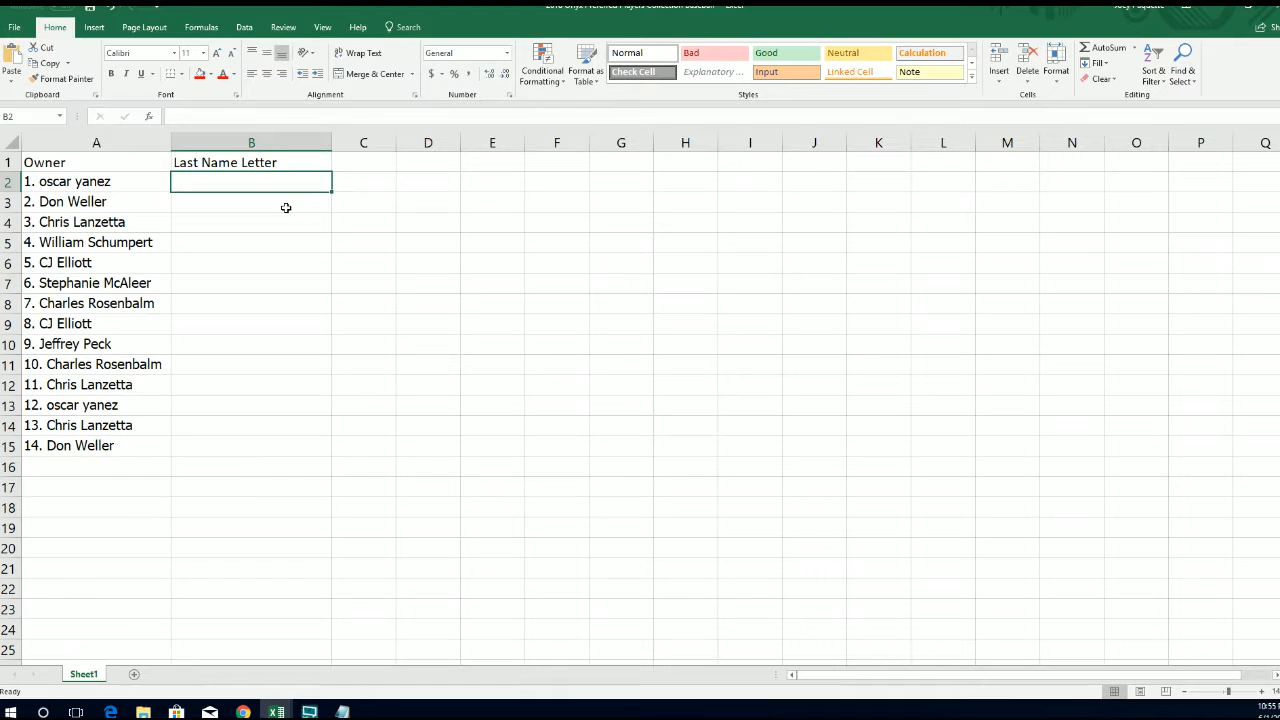 File Home Insert Page Layout Formulas Data Review View Help Search
Cut
Copy
Format Painter
Paste
Clipboard
Calibri 11
B I U
Font
Wrap Text
Merge & Center
Alignment
General
$ % ,
Number
Conditional Formatting
Format as Table
Normal Bad Good Neutral Calculation
Check Cell Explanatory ... Input Linked Cell Note
Styles
Insert Delete Format
Cells
AutoSum
Fill
Clear
Sort & Filter
Find & Select
Editing
B2 fx
A B C D E F G H I J K L M N O P Q
1 Owner Last Name Letter
2 1. oscar yanez
3 2. Don Weller
4 3. Chris Lanzetta
5 4. William Schumpert
6 5. CJ Elliott
7 6. Stephanie McAleer
8 7. Charles Rosenbalm
9 8. CJ Elliott
10 9. Jeffrey Peck
11 10. Charles Rosenbalm
12 11. Chris Lanzetta
13 12. oscar yanez
14 13. Chris Lanzetta
15 14. Don Weller
16
17
18
19
20
21
22
23
24
25
Sheet1
Ready
10:55